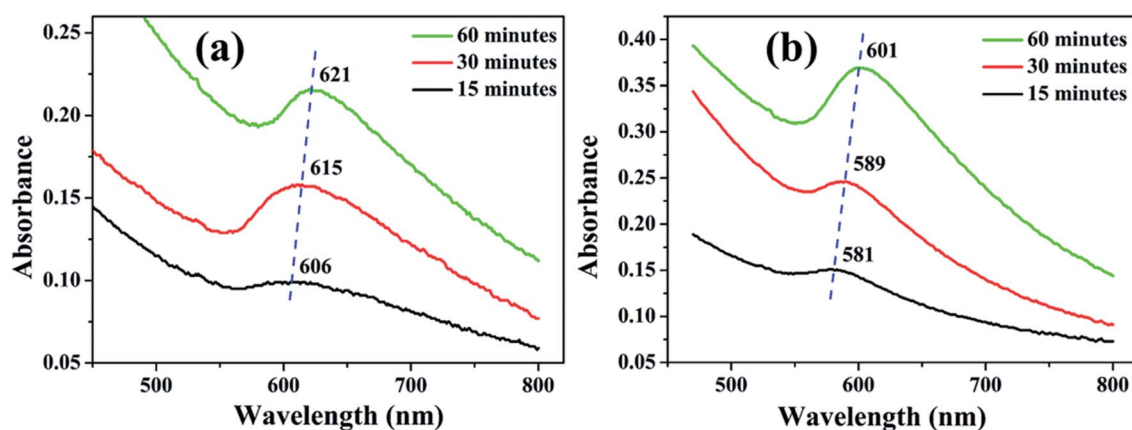 (a)
60 minutes
30 minutes
15 minutes
621
615
606
0.25
0.20
0.15
0.10
0.05
Absorbance
500
600
700
800
Wavelength (nm)
(b)
60 minutes
30 minutes
15 minutes
601
589
581
0.40
0.35
0.30
0.25
0.20
0.15
0.10
0.05
Absorbance
500
600
700
800
Wavelength (nm)